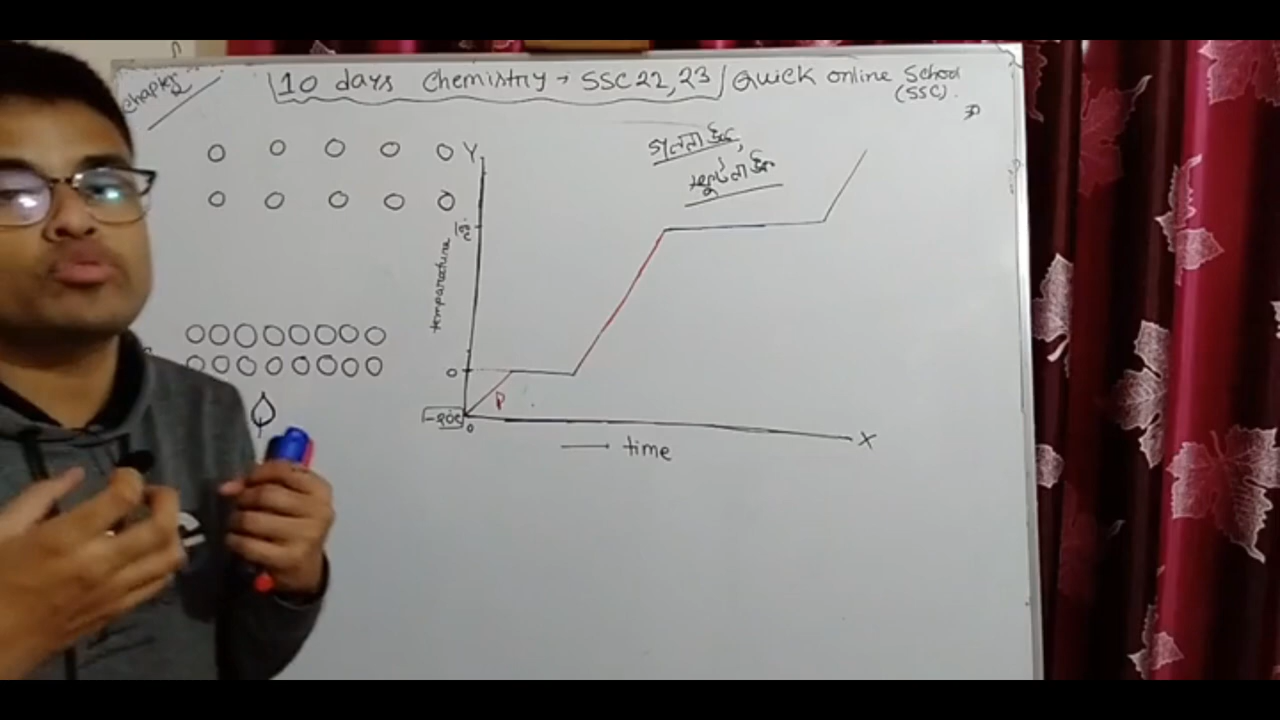 chapter 2
10 days Chemistry → SSC 22, 23 / Quick online School
(SSC).
গলনাঙ্ক,
স্ফুটনাঙ্ক
Y
100°c
temparature
0
P
-20°c
0
→ time
X